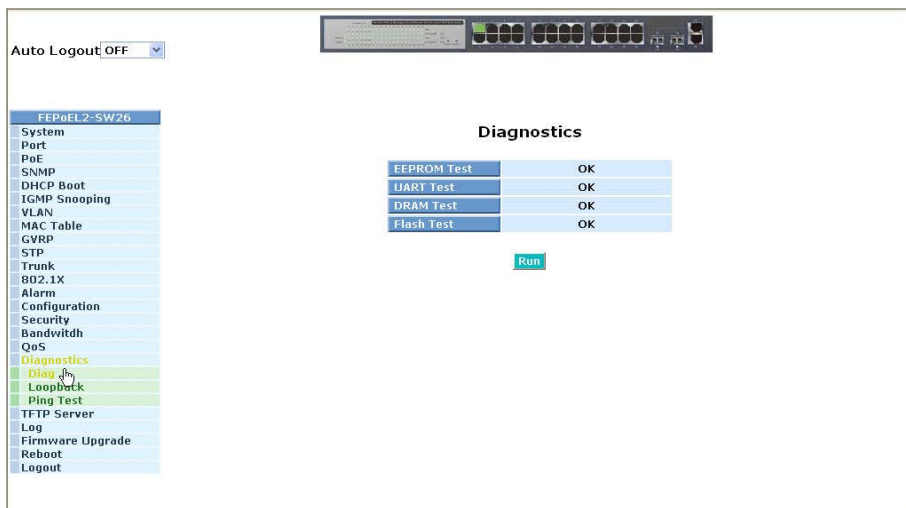 Auto Logout OFF
FEPoEL2-SW26
System
Port
PoE
SNMP
DHCP Boot
IGMP Snooping
VLAN
MAC Table
GVRP
STP
Trunk
802.1X
Alarm
Configuration
Security
Bandwitdh
QoS
Diagnostics
Diag
Loopback
Ping Test
TFTP Server
Log
Firmware Upgrade
Reboot
Logout
Diagnostics
EEPROM Test OK
UART Test OK
DRAM Test OK
Flash Test OK
Run